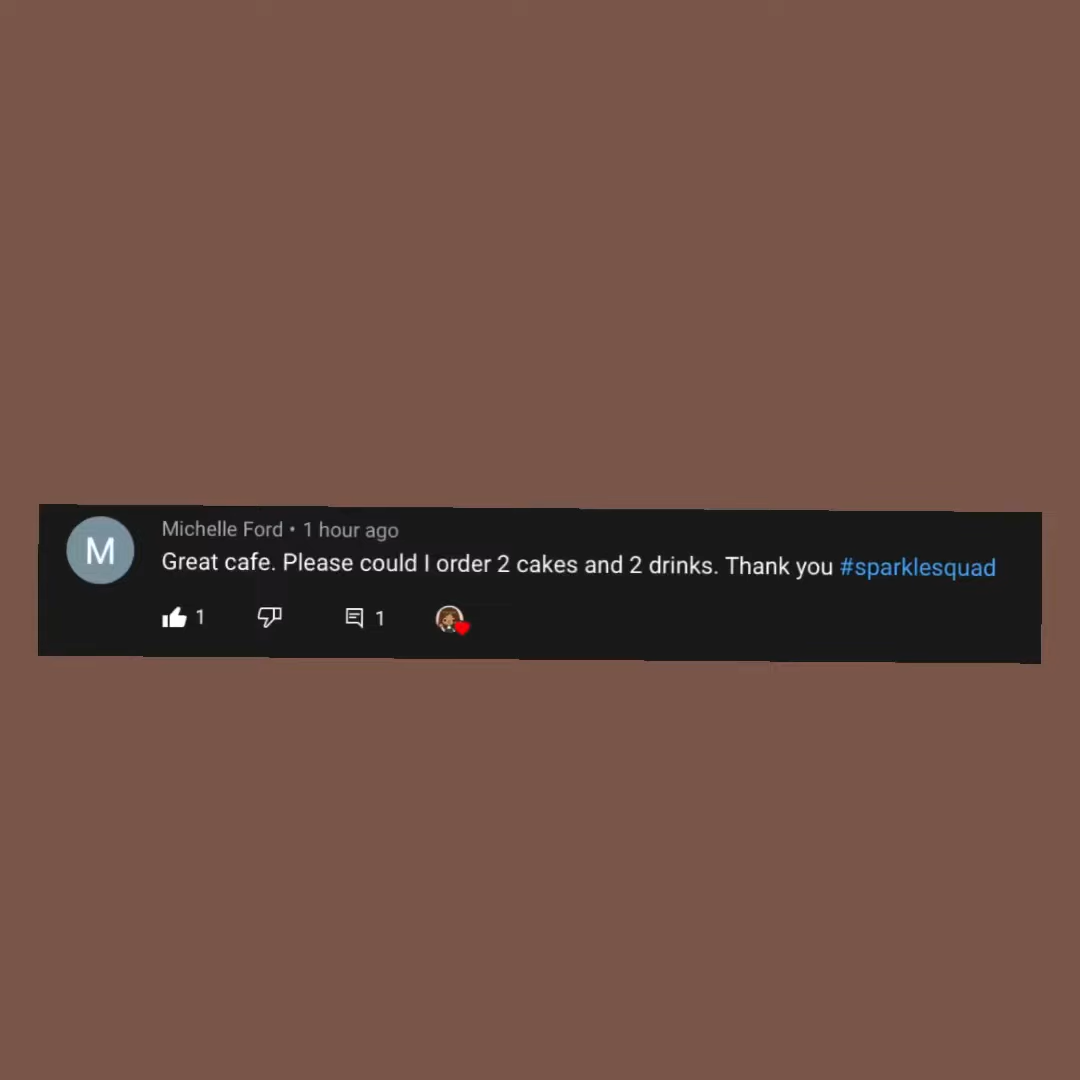 M
Michelle Ford • 1 hour ago
Great cafe. Please could I order 2 cakes and 2 drinks. Thank you #sparklesquad
1
1